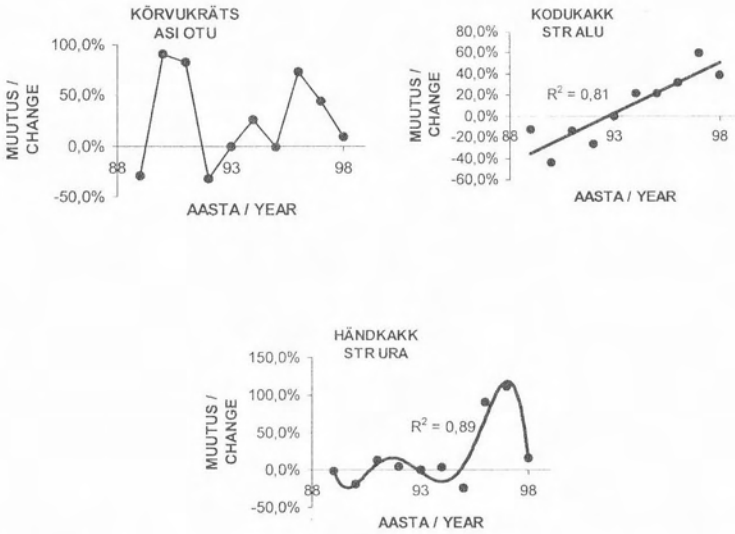 KÕRVUKRÄTS
ASI OTU
MUUTUS /
CHANGE
100,0%
50,0%
0,0%
-50,0%
88
93
98
AASTA / YEAR
KODUKAKK
STR ALU
MUUTUS /
CHANGE
80,0%
60,0%
40,0%
20,0%
0,0%
-20,0%
-40,0%
-60,0%
R² = 0,81
88
93
98
AASTA / YEAR
HÄNDKAKK
STR URA
MUUTUS /
CHANGE
150,0%
100,0%
50,0%
0,0%
-50,0%
R² = 0,89
88
93
98
AASTA / YEAR